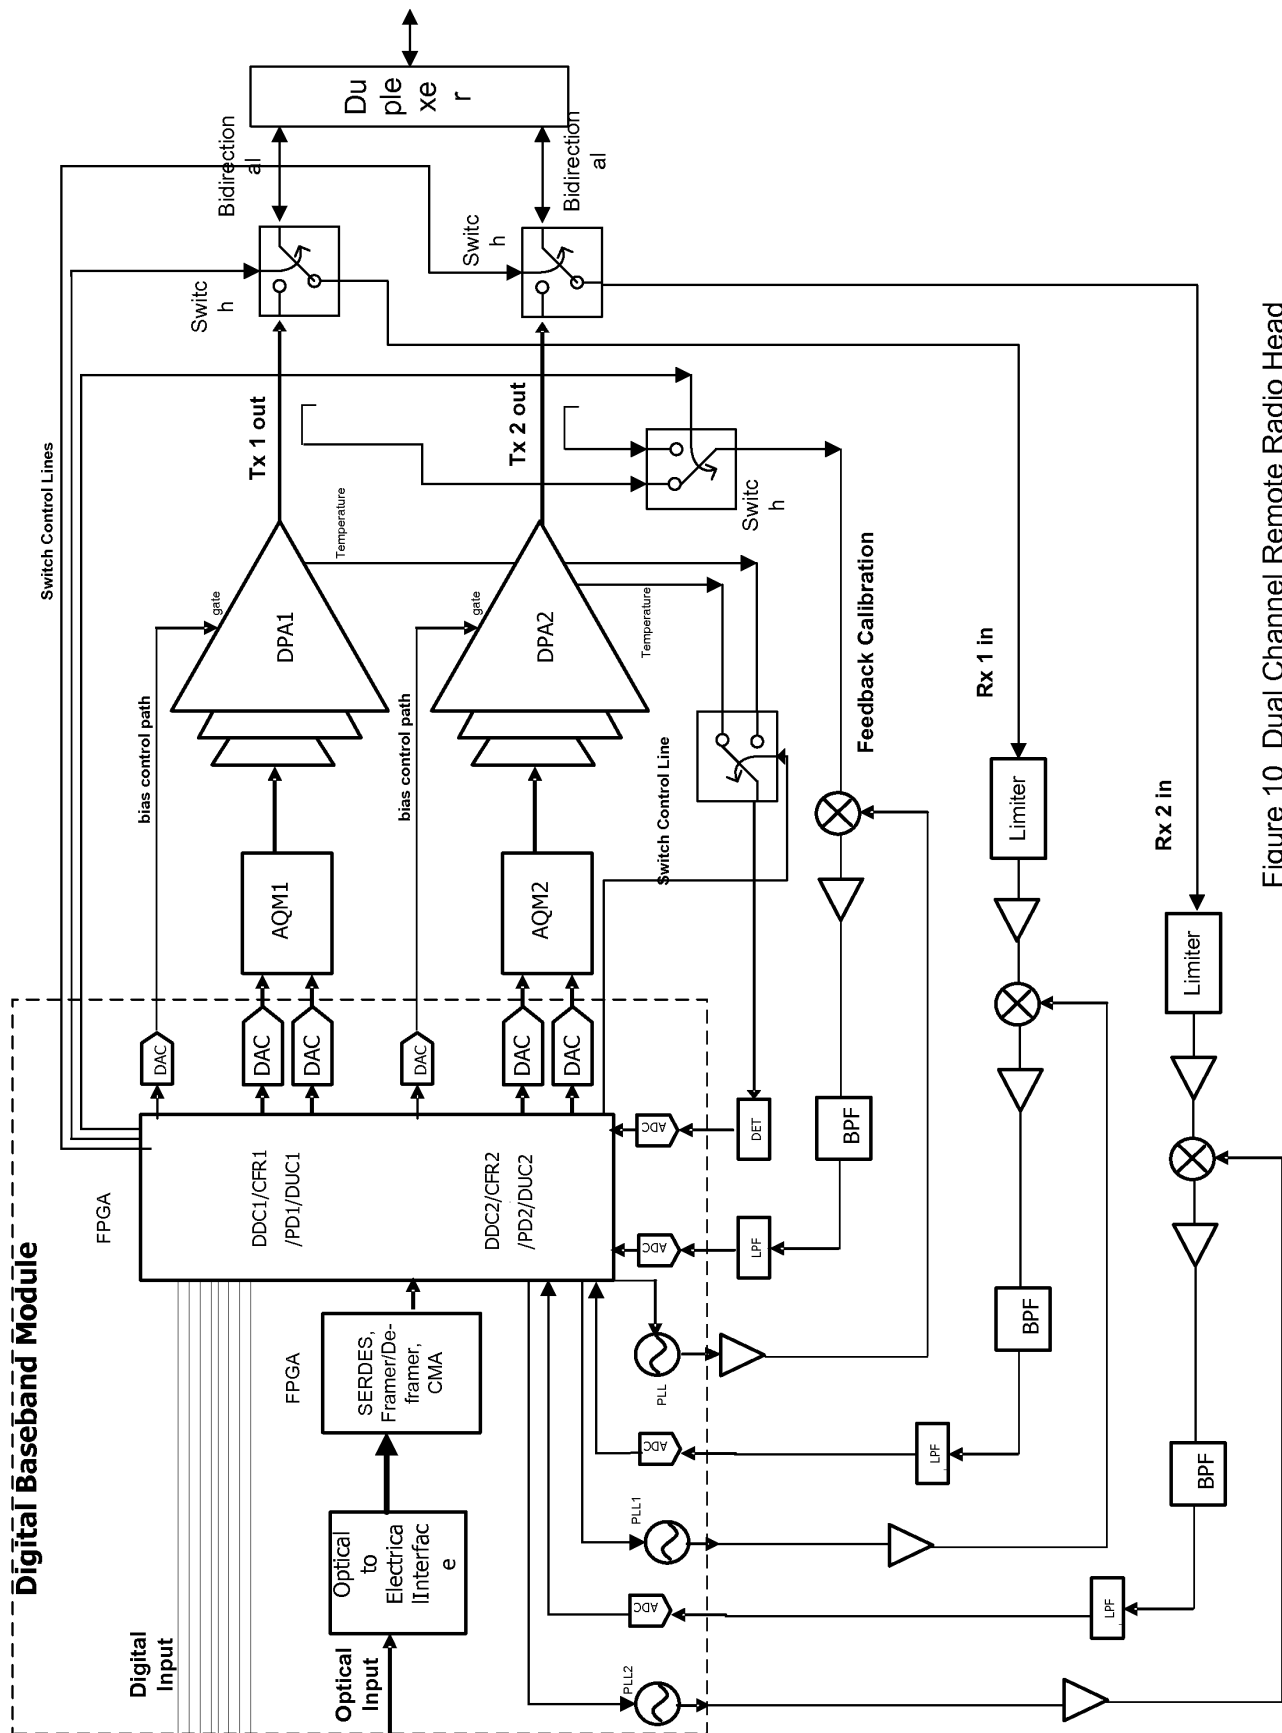 Du
ple
xe
r
Bidirection
al
Bidirection
al
Switc
h
Switc
h
Switch Control Lines
Tx 1 out
Tx 2 out
Switc
h
Temperature
gate
DPA1
gate
DPA2
Temperature
bias control path
bias control path
Switch Control Line
Feedback Calibration
Rx 1 in
Rx 2 in
Limiter
Limiter
AQM1
AQM2
DAC
DAC
DAC
DAC
DAC
DAC
ADC
DET
BPF
FPGA
DDC1/CFR1
/PD1/DUC1
DDC2/CFR2
/PD2/DUC2
ADC
LPF
BPF
Digital Baseband Module
FPGA
SERDES,
Framer/De-
framer,
CMA
PLL
ADC
LPF
BPF
Optical
to
Electrica
lInterfac
e
PLL1
ADC
LPF
Digital
Input
Optical
Input
PLL2
Figure 10 Dual Channel Remote Radio Head